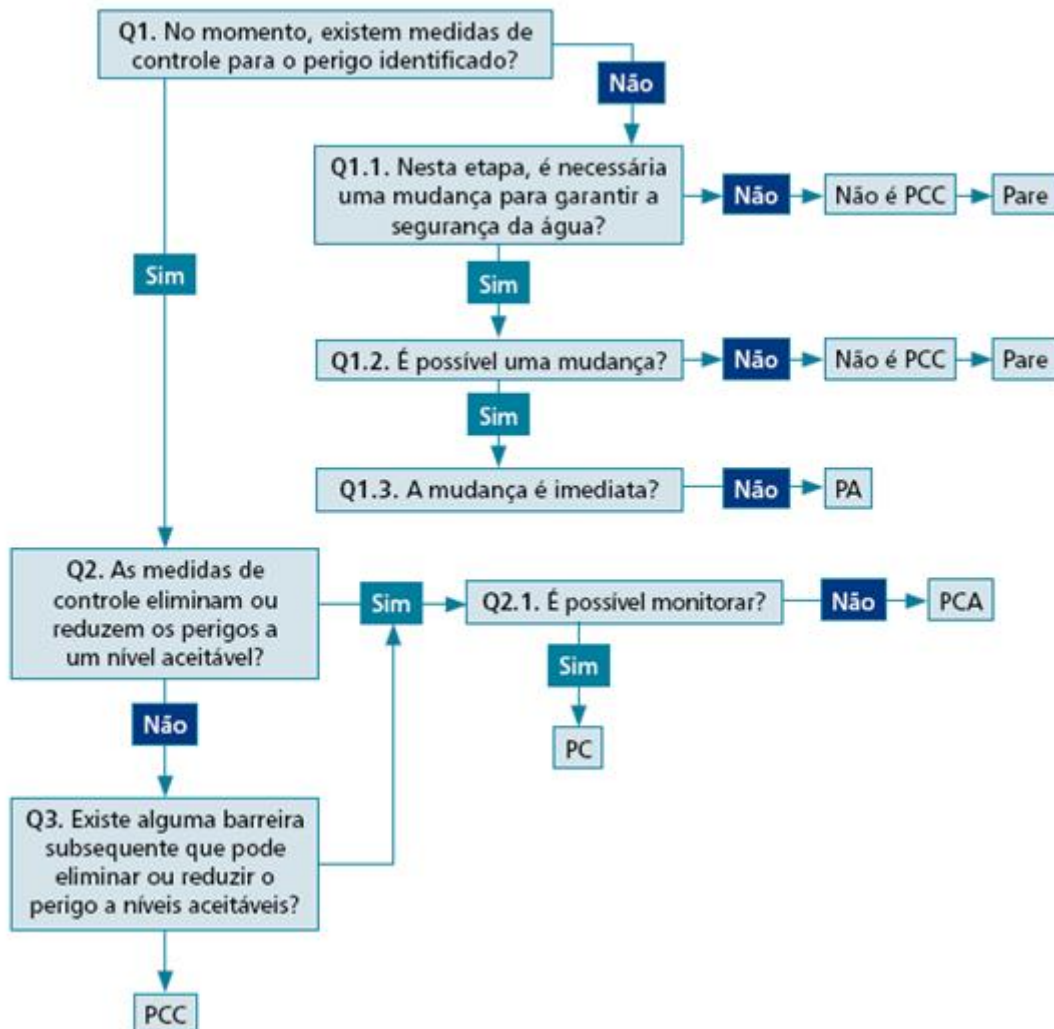 Q1. No momento, existem medidas de
controle para o perigo identificado?
Não
Q1.1. Nesta etapa, é necessária
uma mudança para garantir a
segurança da água?
Não
Não é PCC
Pare
Sim
Sim
Q1.2. É possível uma mudança?
Não
Não é PCC
Pare
Sim
Q1.3. A mudança é imediata?
Não
PA
Q2. As medidas de
controle eliminam ou
reduzem os perigos a
um nível aceitável?
Sim
Q2.1. É possível monitorar?
Não
PCA
Sim
PC
Não
Q3. Existe alguma barreira
subsequente que pode
eliminar ou reduzir o
perigo a níveis aceitáveis?
PCC